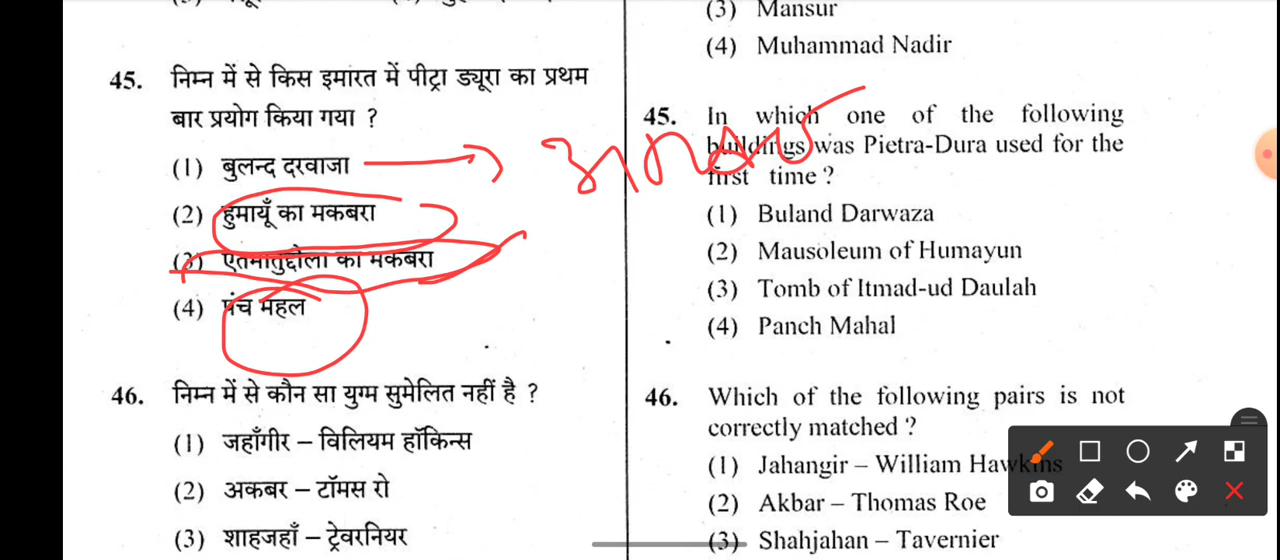 45. निम्न में से किस इमारत में पीट्रा ड्यूरा का प्रथम
बार प्रयोग किया गया ?
(1) बुलन्द दरवाजा
(2) हुमायूँ का मकबरा
(3) एतमातुद्दौला का मकबरा
(4) पंच महल
46. निम्न में से कौन सा युग्म सुमेलित नहीं है ?
(1) जहाँगीर – विलियम हॉकिन्स
(2) अकबर – टॉमस रो
(3) शाहजहाँ – ट्रेवरनियर
(3) Mansur
(4) Muhammad Nadir
45. In which one of the following
buildings was Pietra-Dura used for the
first time ?
(1) Buland Darwaza
(2) Mausoleum of Humayun
(3) Tomb of Itmad-ud Daulah
(4) Panch Mahal
46. Which of the following pairs is not
correctly matched ?
(1) Jahangir – William Hawkins
(2) Akbar – Thomas Roe
(3) Shahjahan – Tavernier